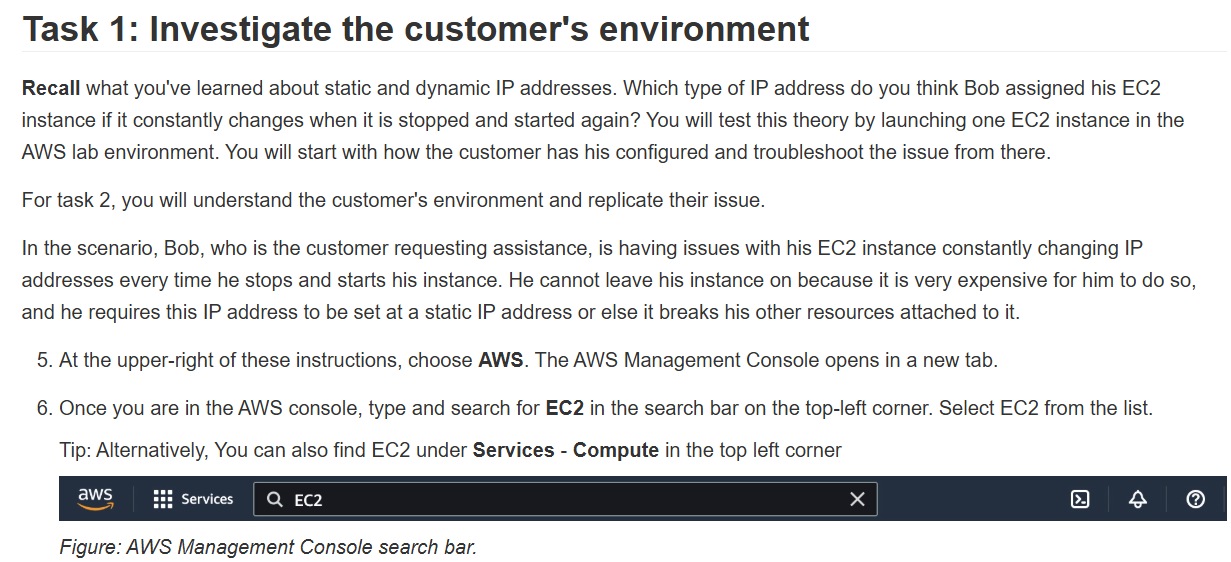 Task 1: Investigate the customer's environment
Recall what you've learned about static and dynamic IP addresses. Which type of IP address do you think Bob assigned his EC2
instance if it constantly changes when it is stopped and started again? You will test this theory by launching one EC2 instance in the
AWS lab environment. You will start with how the customer has his configured and troubleshoot the issue from there.
For task 2, you will understand the customer's environment and replicate their issue.
In the scenario, Bob, who is the customer requesting assistance, is having issues with his EC2 instance constantly changing IP
addresses every time he stops and starts his instance. He cannot leave his instance on because it is very expensive for him to do so,
and he requires this IP address to be set at a static IP address or else it breaks his other resources attached to it.
5. At the upper-right of these instructions, choose AWS. The AWS Management Console opens in a new tab.
6. Once you are in the AWS console, type and search for EC2 in the search bar on the top-left corner. Select EC2 from the list.
Tip: Alternatively, You can also find EC2 under Services - Compute in the top left corner
aws Services EC2
Figure: AWS Management Console search bar.